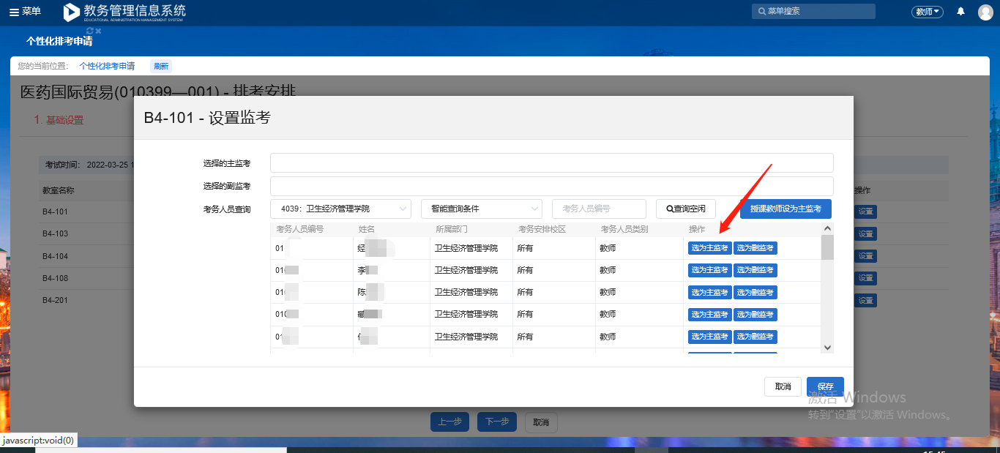 菜单 教务管理信息系统 菜单搜索 教师
EDUCATIONAL ADMINISTRATION MANAGEMENT SYSTEM
个性化排考申请
您的当前位置: 个性化排考申请 刷新
医药国际贸易(010399—001) - 排考安排
B4-101 - 设置监考
1. 基础设置
选择的主监考
考试时间: 2022-03-25 1
选择的副监考
教室名称 操作
考务人员查询 4039：卫生经济管理学院 智能查询条件 考务人员编号 查询空闲 授课教师设为主监考
B4-101 设置
考务人员编号 姓名 所属部门 考务安排校区 考务人员类别 操作
B4-103 设置
01 经 卫生经济管理学院 所有 教师 选为主监考 选为副监考
B4-104 设置
01 李 卫生经济管理学院 所有 教师 选为主监考 选为副监考
B4-108 设置
01 陈 卫生经济管理学院 所有 教师 选为主监考 选为副监考
B4-201 设置
010 卫生经济管理学院 所有 教师 选为主监考 选为副监考
0 卫生经济管理学院 所有 教师 选为主监考 选为副监考
取消 保存
激活 Windows
转到"设置"以激活 Windows。
上一步 下一步 取消
javascript:void(0)